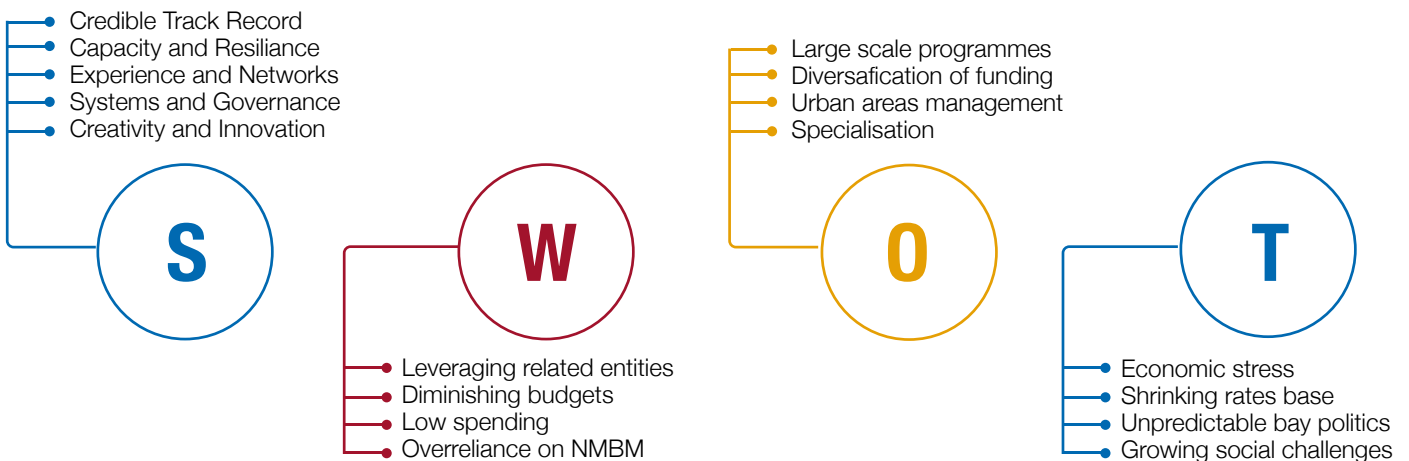 Credible Track Record
Capacity and Resiliance
Experience and Networks
Systems and Governance
Creativity and Innovation
S
W
Leveraging related entities
Diminishing budgets
Low spending
Overreliance on NMBM
Large scale programmes
Diversafication of funding
Urban areas management
Specialisation
O
T
Economic stress
Shrinking rates base
Unpredictable bay politics
Growing social challenges